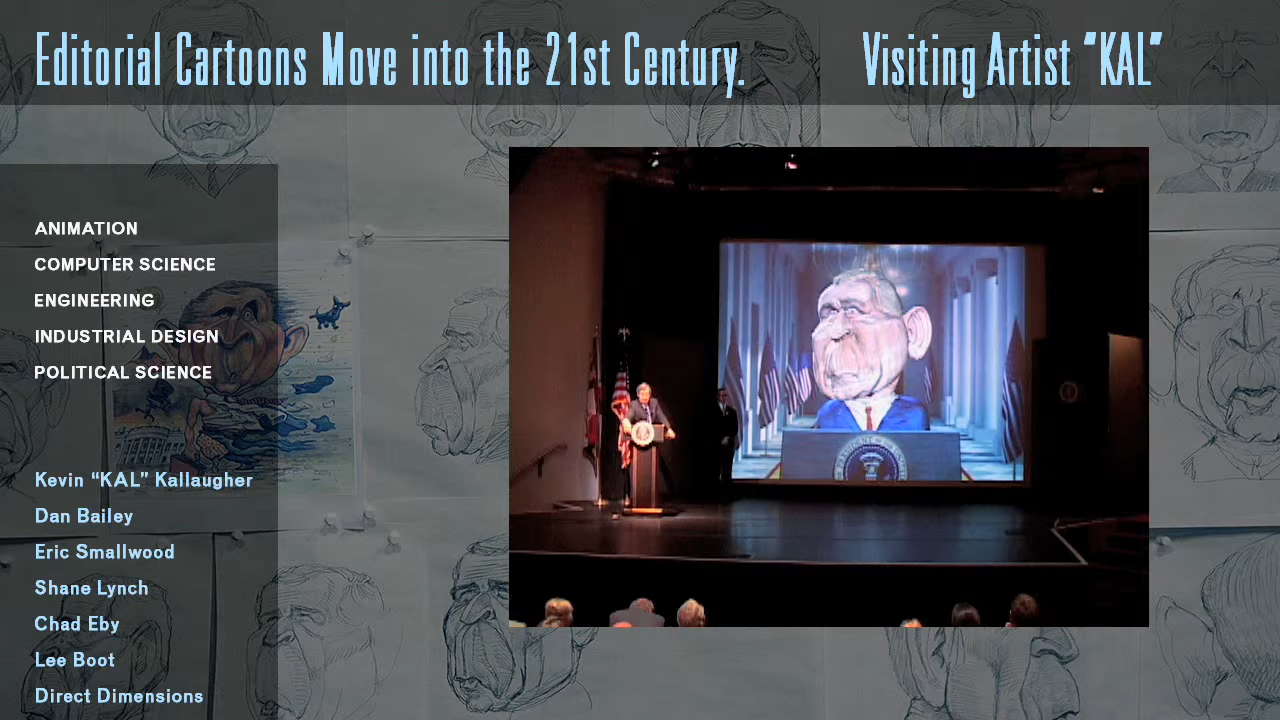 Editorial Cartoons Move into the 21st Century.
Visiting Artist “KAL”
ANIMATION
COMPUTER SCIENCE
ENGINEERING
INDUSTRIAL DESIGN
POLITICAL SCIENCE
Kevin “KAL” Kallaugher
Dan Bailey
Eric Smallwood
Shane Lynch
Chad Eby
Lee Boot
Direct Dimensions